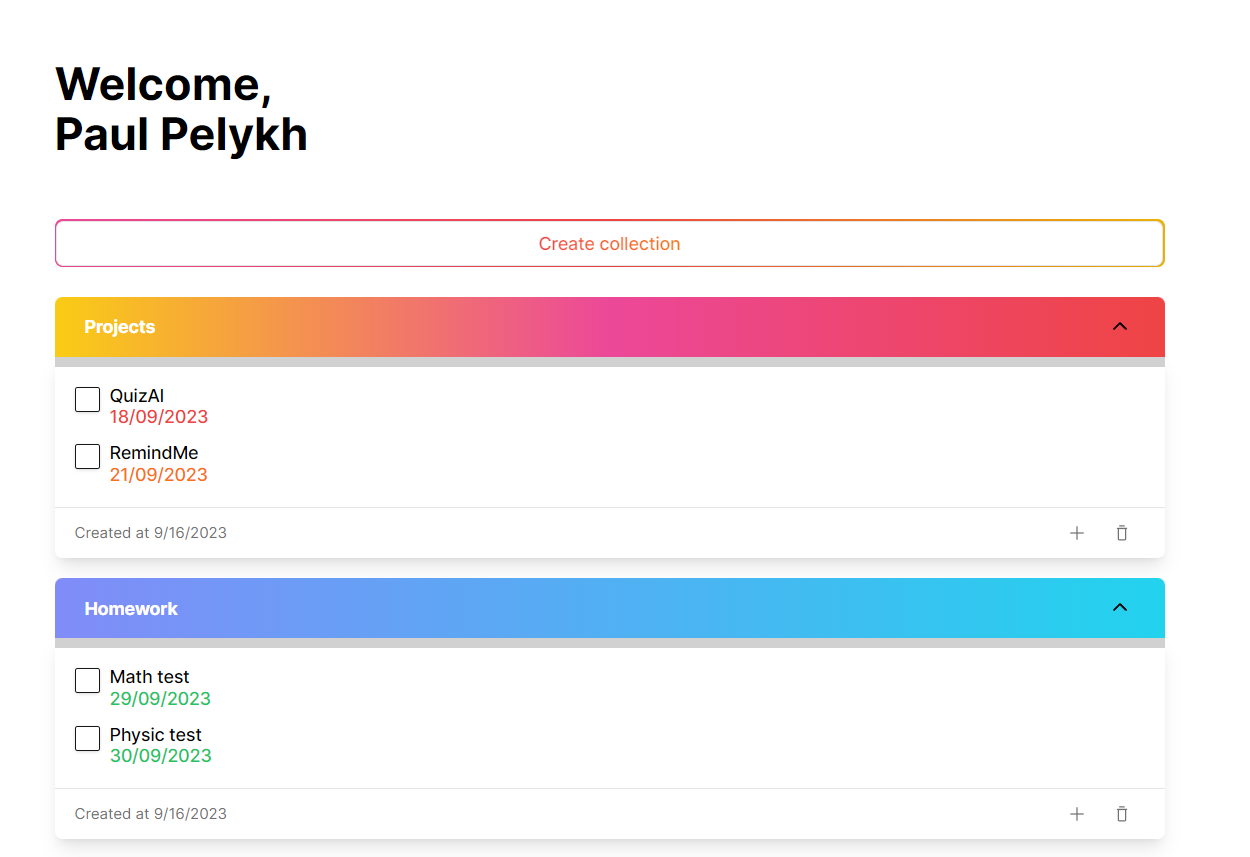 Welcome,
Paul Pelykh
Create collection
Projects
QuizAI
18/09/2023
RemindMe
21/09/2023
Created at 9/16/2023
Homework
Math test
29/09/2023
Physic test
30/09/2023
Created at 9/16/2023